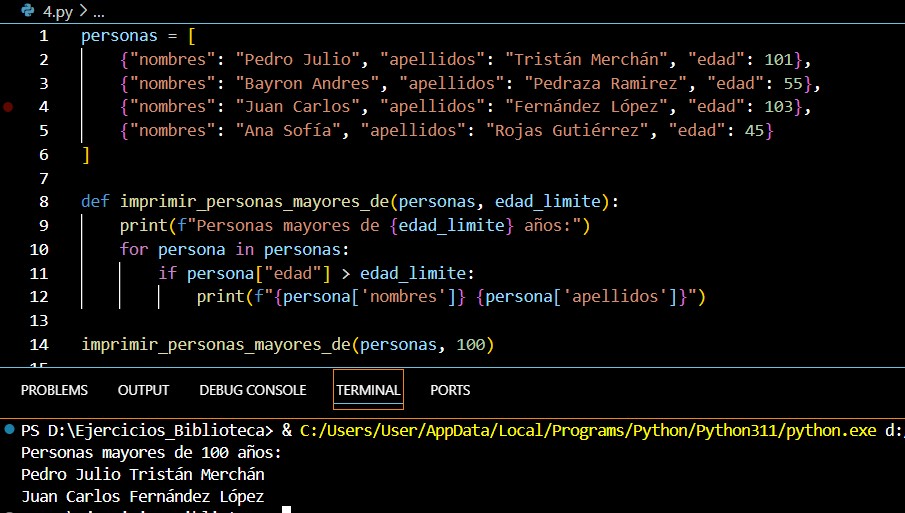 4.py > ...
1 personas = [
2 {"nombres": "Pedro Julio", "apellidos": "Tristán Merchán", "edad": 101},
3 {"nombres": "Bayron Andres", "apellidos": "Pedraza Ramirez", "edad": 55},
4 {"nombres": "Juan Carlos", "apellidos": "Fernández López", "edad": 103},
5 {"nombres": "Ana Sofía", "apellidos": "Rojas Gutiérrez", "edad": 45}
6 ]
7
8 def imprimir_personas_mayores_de(personas, edad_limite):
9 print(f"Personas mayores de {edad_limite} años:")
10 for persona in personas:
11 if persona["edad"] > edad_limite:
12 print(f"{persona['nombres']} {persona['apellidos']}")
13
14 imprimir_personas_mayores_de(personas, 100)
PROBLEMS OUTPUT DEBUG CONSOLE TERMINAL PORTS
PS D:\Ejercicios_Biblioteca> & C:/Users/User/AppData/Local/Programs/Python/Python311/python.exe d:
Personas mayores de 100 años:
Pedro Julio Tristán Merchán
Juan Carlos Fernández López